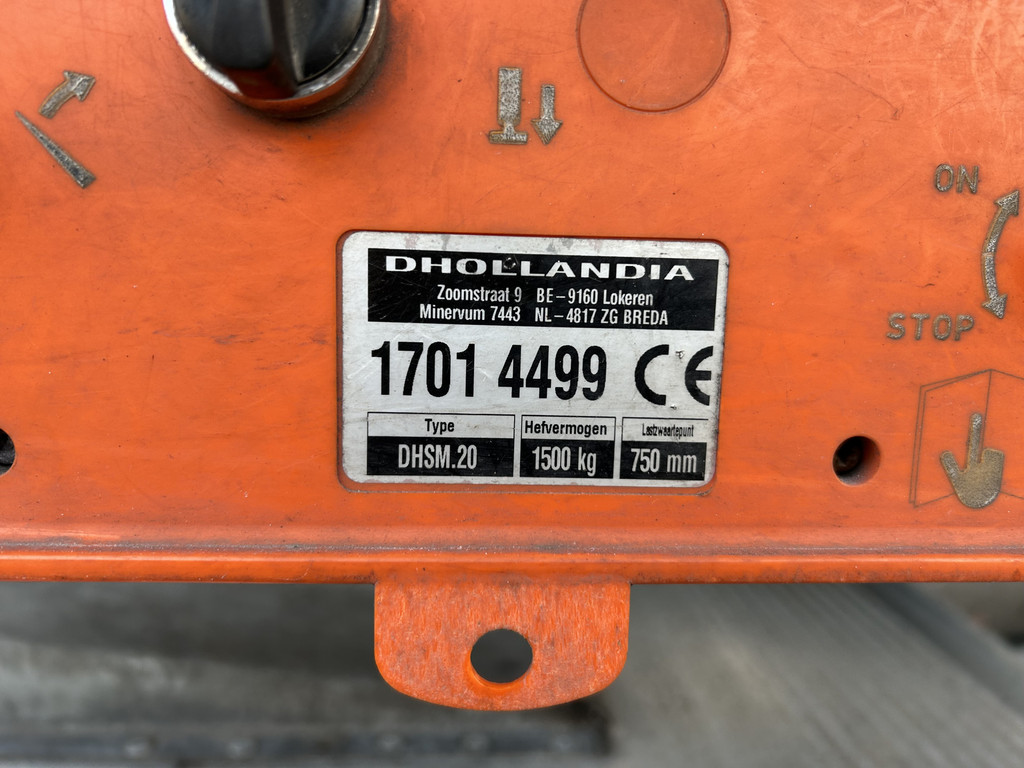 ON
STOP
DHOLLANDIA
Zoomstraat 9 BE-9160 Lokeren
Minervum 7443 NL-4817 ZG BREDA
1701 4499 CE
Type Hefvermogen Lastzwaartepunt
DHSM.20 1500 kg 750 mm